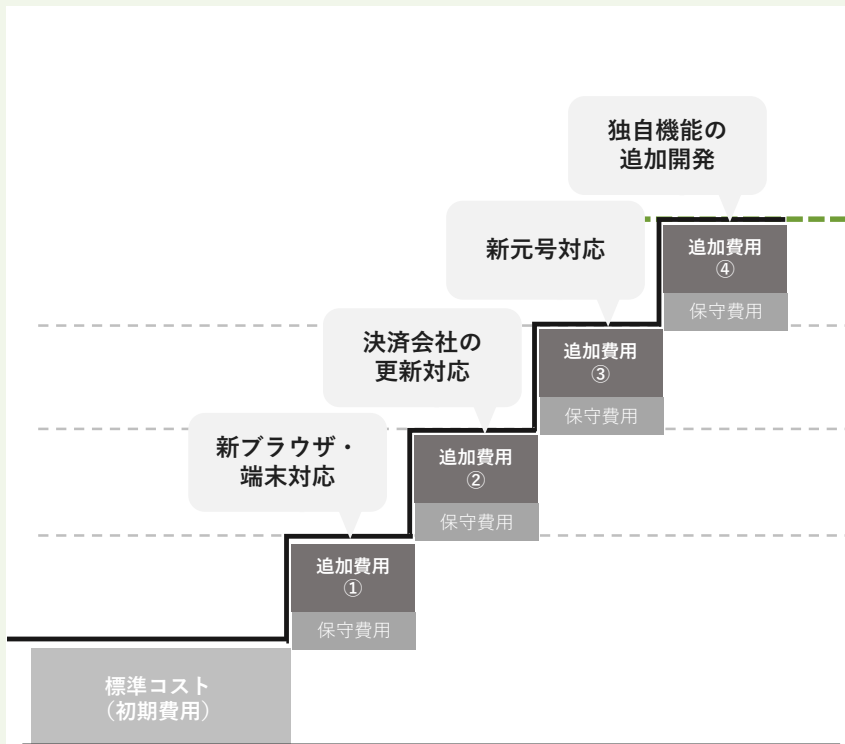 独自機能の
追加開発
新元号対応
追加費用
④
保守費用
決済会社の
更新対応
追加費用
③
保守費用
新ブラウザ・
端末対応
追加費用
②
保守費用
追加費用
①
保守費用
標準コスト
（初期費用）